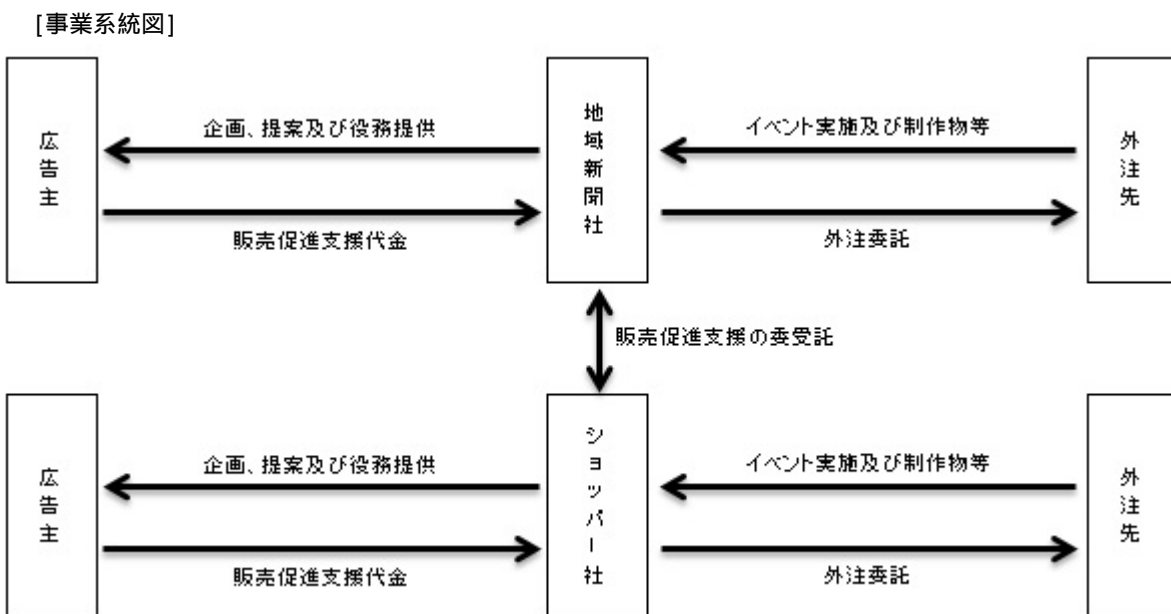 [事業系統図]
広告主
企画、提案及び役務提供
販売促進支援代金
地域新聞社
イベント実施及び制作物等
外注委託
外注先
販売促進支援の委受託
広告主
企画、提案及び役務提供
販売促進支援代金
ショッパー社
イベント実施及び制作物等
外注委託
外注先